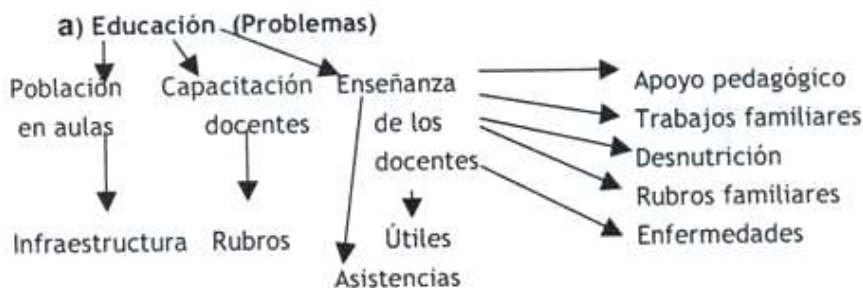 a) Educación (Problemas)
Población
en aulas
Capacitación
docentes
Enseñanza
de los
docentes
Apoyo pedagógico
Trabajos familiares
Desnutrición
Rubros familiares
Enfermedades
Infraestructura
Rubros
Útiles
Asistencias